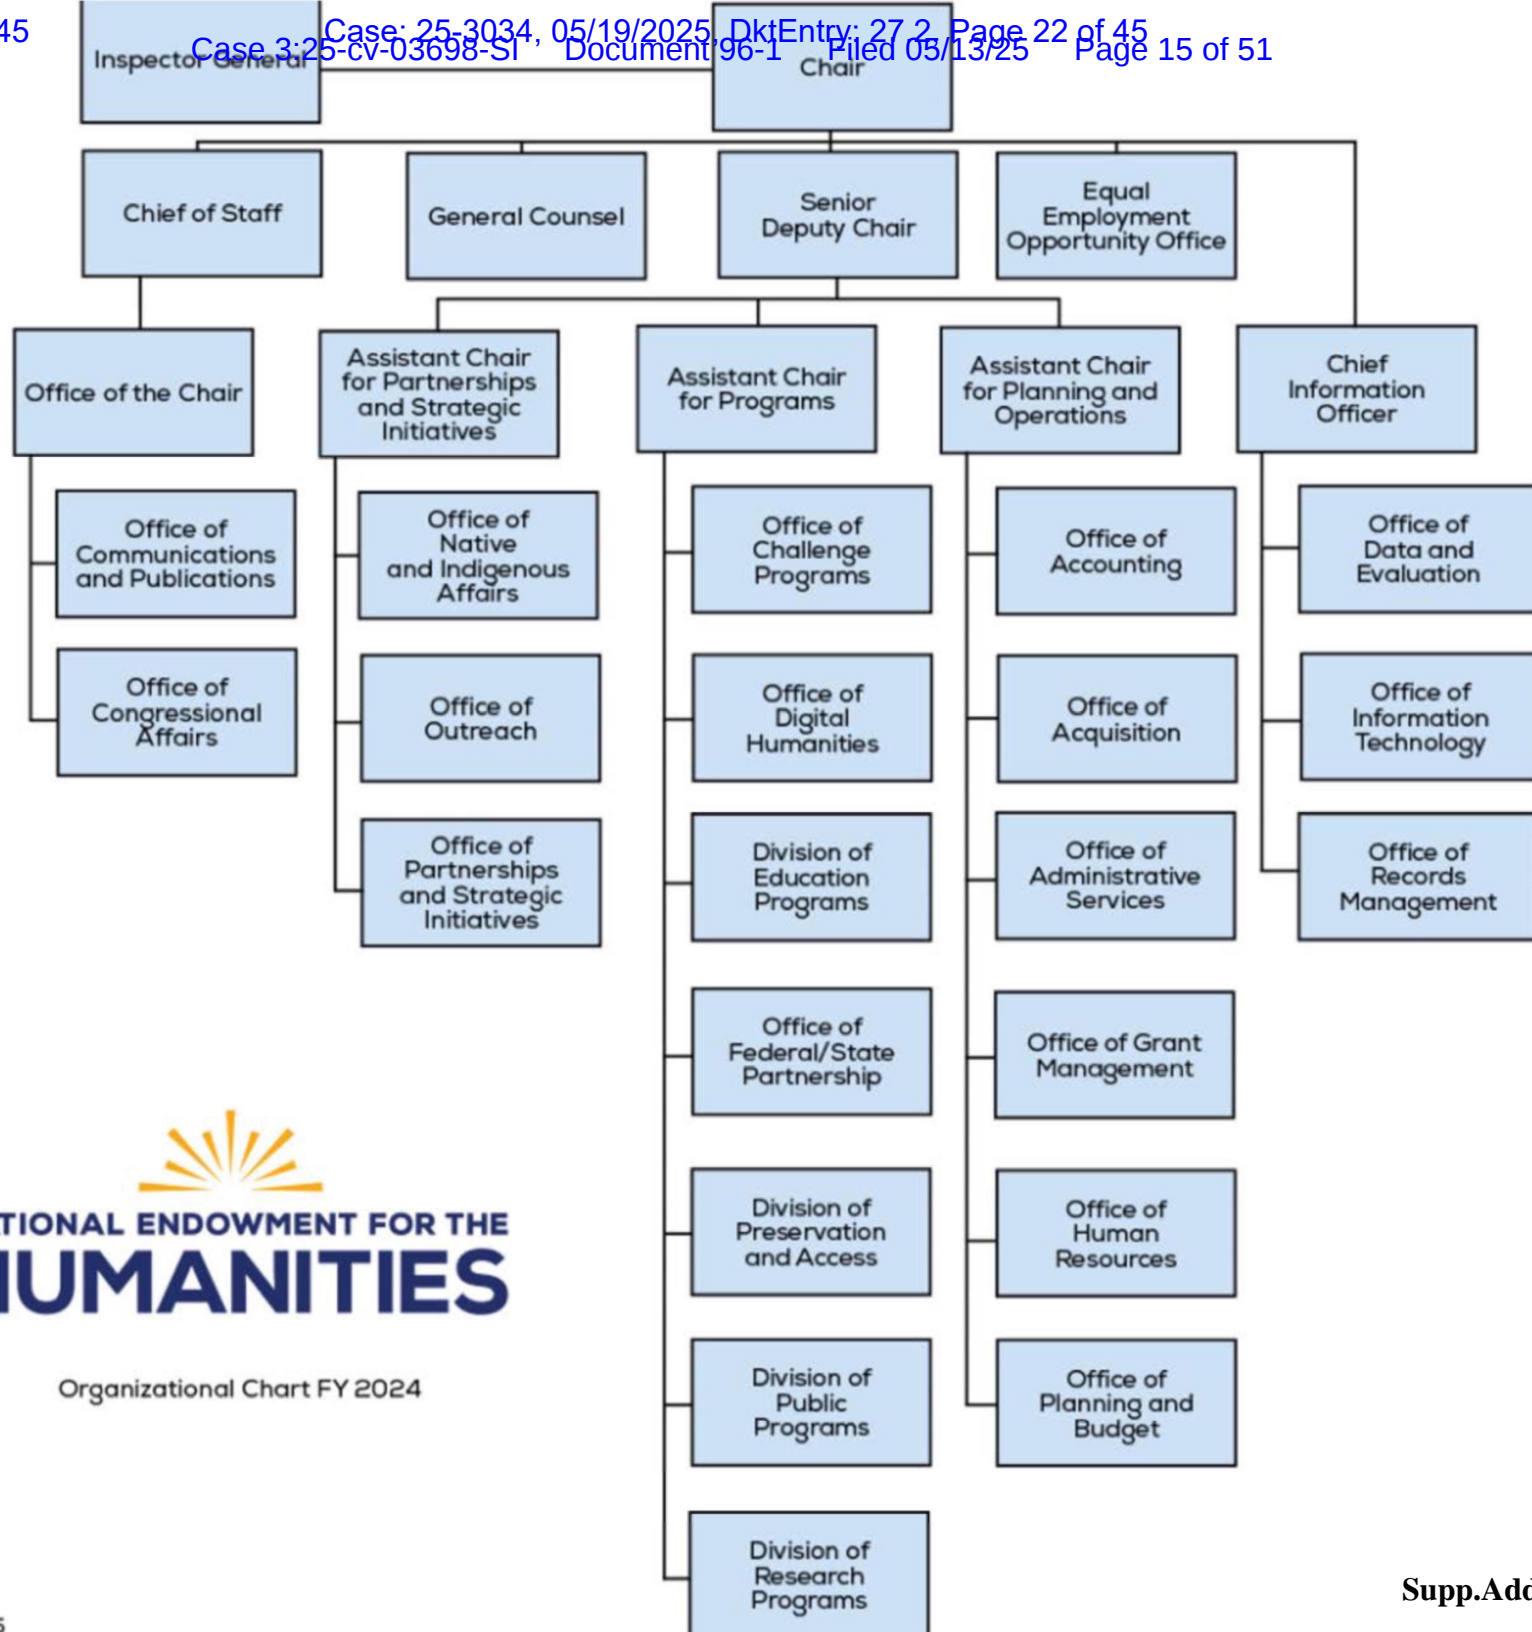 45
Case: 25-3034, 05/19/2025, DktEntry: 27.2, Page 22 of 45
Case 3:25-cv-03698-SI Document 96-1 Filed 05/13/25 Page 15 of 51
Inspector General
Chair
Chief of Staff
General Counsel
Senior
Deputy Chair
Equal
Employment
Opportunity Office
Office of the Chair
Assistant Chair
for Partnerships
and Strategic
Initiatives
Assistant Chair
for Programs
Assistant Chair
for Planning and
Operations
Chief
Information
Officer
Office of
Communications
and Publications
Office of
Congressional
Affairs
Office of
Native
and Indigenous
Affairs
Office of
Outreach
Office of
Partnerships
and Strategic
Initiatives
Office of
Challenge
Programs
Office of
Digital
Humanities
Division of
Education
Programs
Office of
Federal/State
Partnership
Division of
Preservation
and Access
Division of
Public
Programs
Division of
Research
Programs
Office of
Accounting
Office of
Acquisition
Office of
Administrative
Services
Office of Grant
Management
Office of
Human
Resources
Office of
Planning and
Budget
Office of
Data and
Evaluation
Office of
Information
Technology
Office of
Records
Management
TIONAL ENDOWMENT FOR THE
HUMANITIES
Organizational Chart FY 2024
Supp.Add